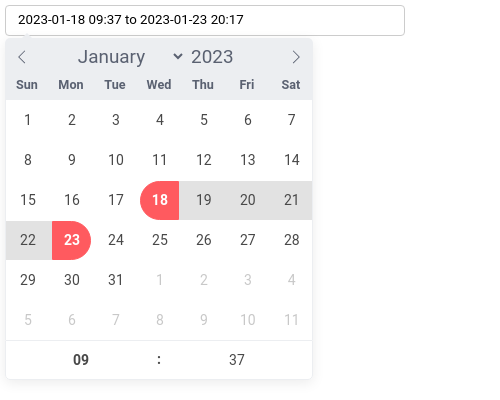 2023-01-18 09:37 to 2023-01-23 20:17
January 2023
Sun Mon Tue Wed Thu Fri Sat
1 2 3 4 5 6 7
8 9 10 11 12 13 14
15 16 17 18 19 20 21
22 23 24 25 26 27 28
29 30 31 1 2 3 4
5 6 7 8 9 10 11
09 : 37